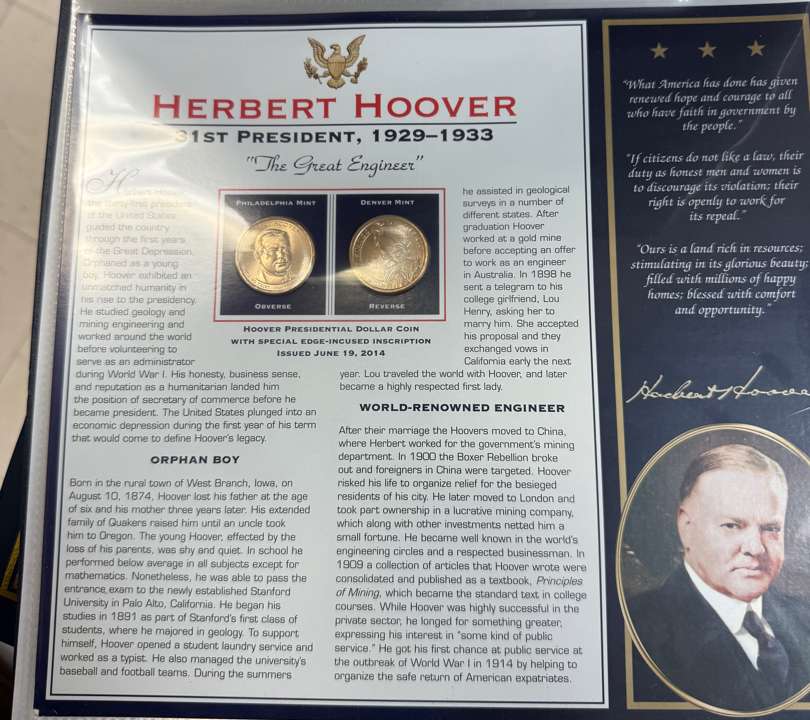 HERBERT HOOVER
31ST PRESIDENT, 1929–1933
"The Great Engineer"
Herbert Hoover,
the thirty-first president
of the United States,
guided the country
through the first years
of the Great Depression.
Orphaned as a young
boy, Hoover exhibited an
unmatched humanity in
his rise to the presidency.
He studied geology and
mining engineering and
worked around the world
before volunteering to
serve as an administrator
during World War I. His honesty, business sense,
and reputation as a humanitarian landed him
the position of secretary of commerce before he
became president. The United States plunged into an
economic depression during the first year of his term
that would come to define Hoover's legacy.
ORPHAN BOY
Born in the rural town of West Branch, Iowa, on
August 10, 1874, Hoover lost his father at the age
of six and his mother three years later. His extended
family of Quakers raised him until an uncle took
him to Oregon. The young Hoover, effected by the
loss of his parents, was shy and quiet. In school he
performed below average in all subjects except for
mathematics. Nonetheless, he was able to pass the
entrance exam to the newly established Stanford
University in Palo Alto, California. He began his
studies in 1891 as part of Stanford's first class of
students, where he majored in geology. To support
himself, Hoover opened a student laundry service and
worked as a typist. He also managed the university's
baseball and football teams. During the summers
PHILADELPHIA MINT
OBVERSE
DENVER MINT
REVERSE
HOOVER PRESIDENTIAL DOLLAR COIN
WITH SPECIAL EDGE-INCUSED INSCRIPTION
ISSUED JUNE 19, 2014
he assisted in geological
surveys in a number of
different states. After
graduation Hoover
worked at a gold mine
before accepting an offer
to work as an engineer
in Australia. In 1898 he
sent a telegram to his
college girlfriend, Lou
Henry, asking her to
marry him. She accepted
his proposal and they
exchanged vows in
California early the next
year. Lou traveled the world with Hoover, and later
became a highly respected first lady.
WORLD-RENOWNED ENGINEER
After their marriage the Hoovers moved to China,
where Herbert worked for the government's mining
department. In 1900 the Boxer Rebellion broke
out and foreigners in China were targeted. Hoover
risked his life to organize relief for the besieged
residents of his city. He later moved to London and
took part ownership in a lucrative mining company,
which along with other investments netted him a
small fortune. He became well known in the world's
engineering circles and a respected businessman. In
1909 a collection of articles that Hoover wrote were
consolidated and published as a textbook, Principles
of Mining, which became the standard text in college
courses. While Hoover was highly successful in the
private sector, he longed for something greater,
expressing his interest in "some kind of public
service." He got his first chance at public service at
the outbreak of World War I in 1914 by helping to
organize the safe return of American expatriates.
"What America has done has given
renewed hope and courage to all
who have faith in government by
the people."
"If citizens do not like a law, their
duty as honest men and women is
to discourage its violation; their
right is openly to work for
its repeal."
"Ours is a land rich in resources;
stimulating in its glorious beauty;
filled with millions of happy
homes; blessed with comfort
and opportunity."
Herbert Hoover